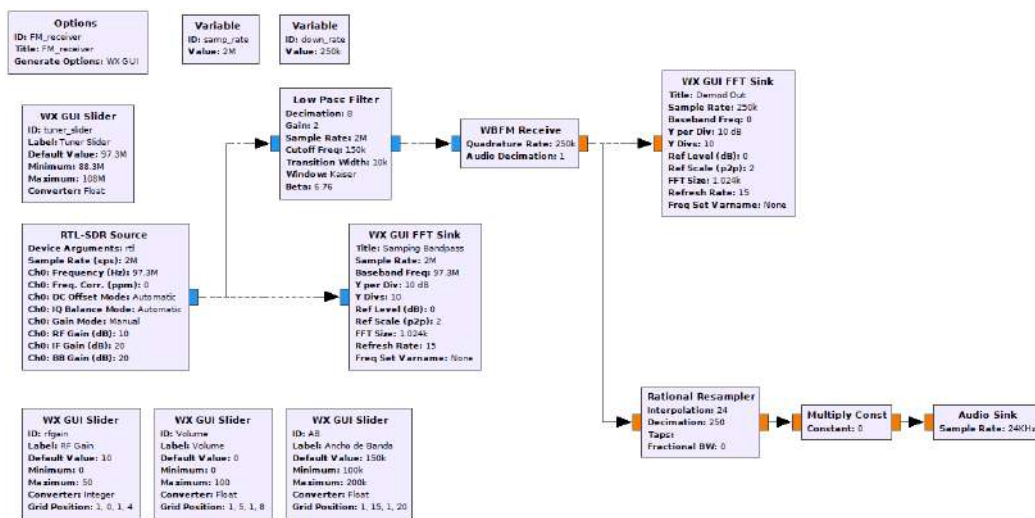 Options
ID: FM_receiver
Title: FM_receiver
Generate Options: WX GUI
Variable
ID: samp_rate
Value: 2M
Variable
ID: down_rate
Value: 250k
WX GUI Slider
ID: tuner_slider
Label: Tuner Slider
Default Value: 97.3M
Minimum: 88.3M
Maximum: 108M
Converter: Float
Low Pass Filter
Decimation: 8
Gain: 2
Sample Rate: 2M
Cutoff Freq: 150k
Transition Width: 10k
Window: Kaiser
Beta: 6.76
WBFM Receive
Quadrature Rate: 250k
Audio Decimation: 1
WX GUI FFT Sink
Title: Demod Out
Sample Rate: 250k
Baseband Freq: 0
Y per Div: 10 dB
Y Divs: 10
Ref Level (dB): 0
Ref Scale (p2p): 2
FFT Size: 1.024k
Refresh Rate: 15
Freq Set Varname: None
RTL-SDR Source
Device Arguments: rtl
Sample Rate (sps): 2M
Ch0: Frequency (Hz): 97.3M
Ch0: Freq. Corr. (ppm): 0
Ch0: DC Offset Mode: Automatic
Ch0: IQ Balance Mode: Automatic
Ch0: Gain Mode: Manual
Ch0: RF Gain (dB): 10
Ch0: IF Gain (dB): 20
Ch0: BB Gain (dB): 20
WX GUI FFT Sink
Title: Samping Bandpass
Sample Rate: 2M
Baseband Freq: 97.3M
Y per Div: 10 dB
Y Divs: 10
Ref Level (dB): 0
Ref Scale (p2p): 2
FFT Size: 1.024k
Refresh Rate: 15
Freq Set Varname: None
WX GUI Slider
ID: rfgain
Label: RF Gain
Default Value: 10
Minimum: 0
Maximum: 50
Converter: Integer
Grid Position: 1, 0, 1, 4
WX GUI Slider
ID: Volume
Label: Volume
Default Value: 0
Minimum: 0
Maximum: 100
Converter: Float
Grid Position: 1, 5, 1, 8
WX GUI Slider
ID: AB
Label: Ancho de Banda
Default Value: 150k
Minimum: 100k
Maximum: 200k
Converter: Float
Grid Position: 1, 15, 1, 20
Rational Resampler
Interpolation: 24
Decimation: 250
Taps:
Fractional BW: 0
Multiply Const
Constant: 0
Audio Sink
Sample Rate: 24KHz